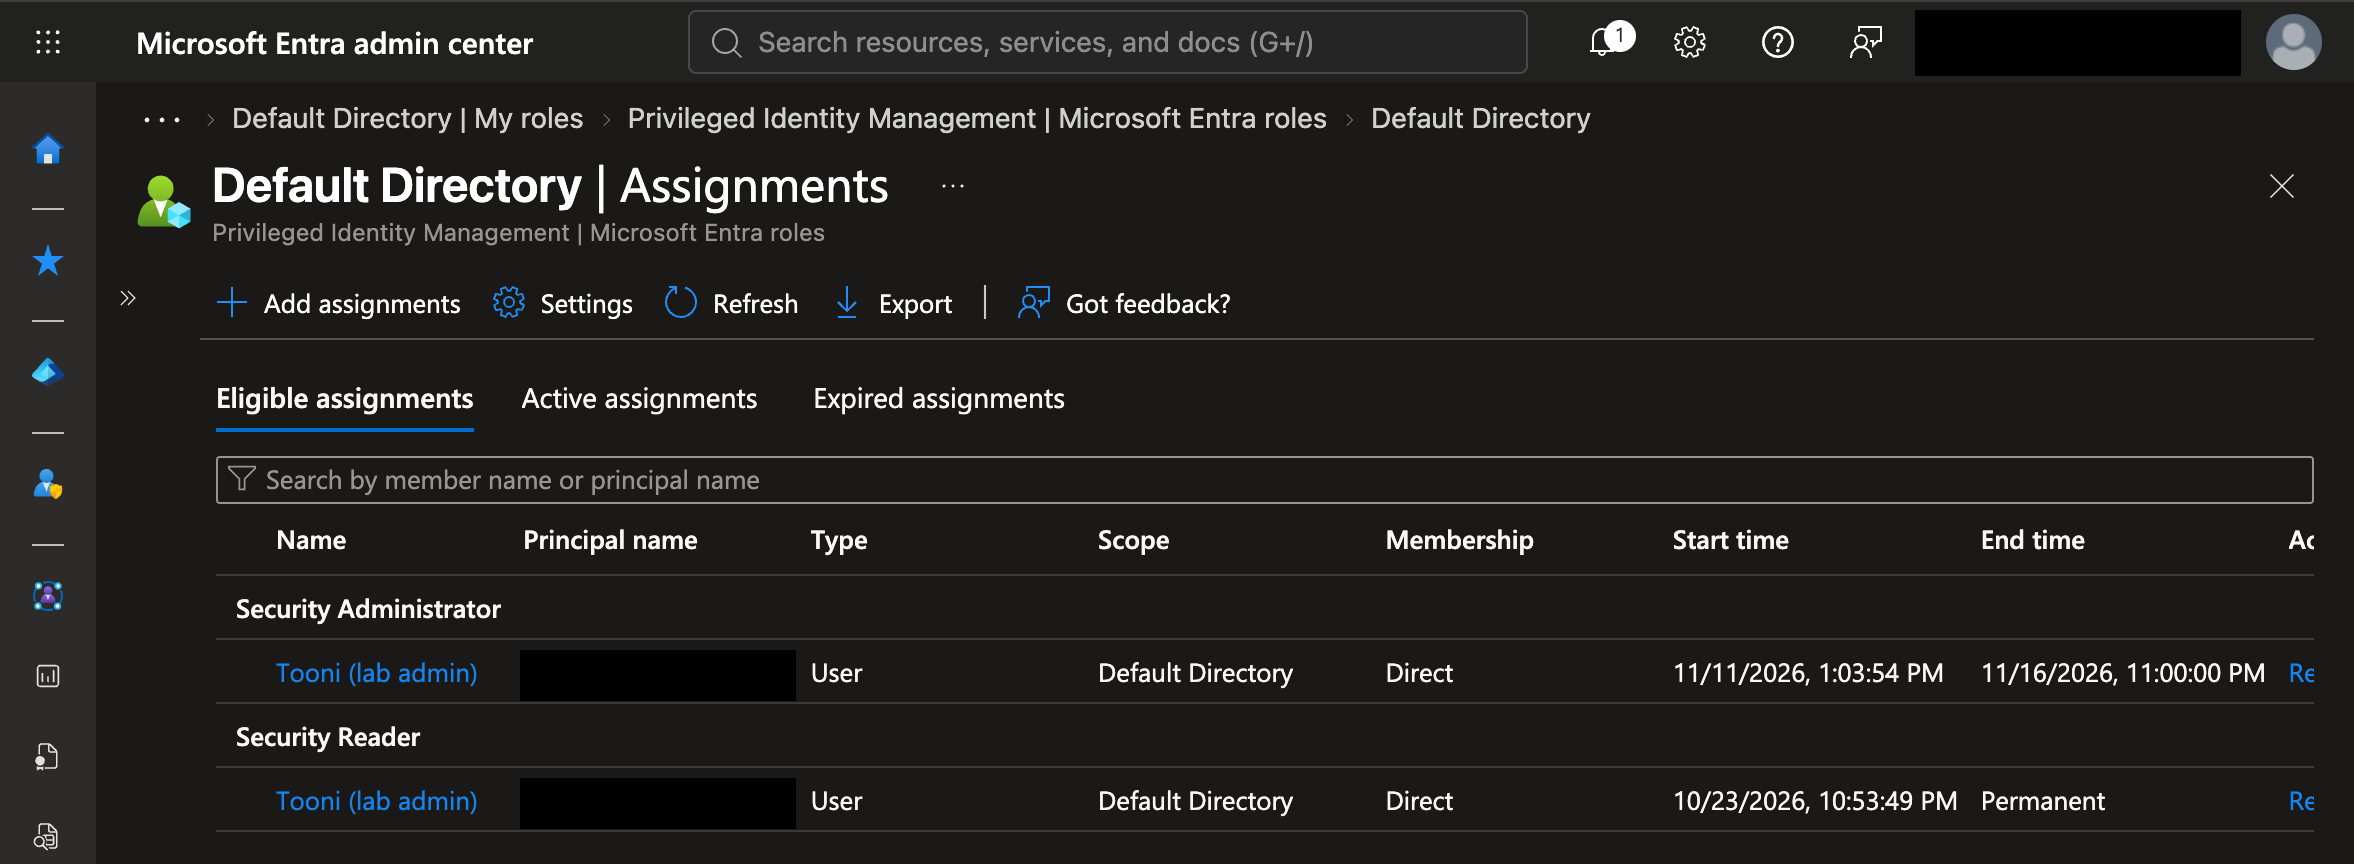 Microsoft Entra admin center
Search resources, services, and docs (G+/)
1
... > Default Directory | My roles > Privileged Identity Management | Microsoft Entra roles > Default Directory
Default Directory | Assignments ...
Privileged Identity Management | Microsoft Entra roles
Add assignments Settings Refresh Export | Got feedback?
Eligible assignments Active assignments Expired assignments
Search by member name or principal name
Name Principal name Type Scope Membership Start time End time
Security Administrator
Tooni (lab admin) User Default Directory Direct 11/11/2026, 1:03:54 PM 11/16/2026, 11:00:00 PM Re
Security Reader
Tooni (lab admin) User Default Directory Direct 10/23/2026, 10:53:49 PM Permanent Re